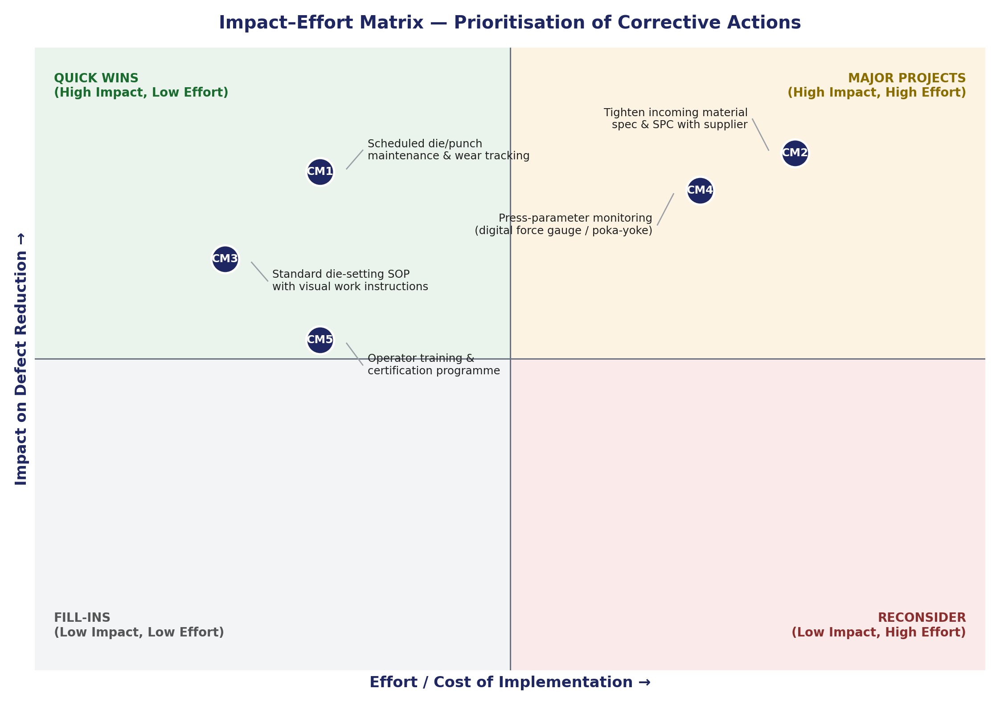 Impact–Effort Matrix — Prioritisation of Corrective Actions
QUICK WINS
(High Impact, Low Effort)
MAJOR PROJECTS
(High Impact, High Effort)
Tighten incoming material
spec & SPC with supplier
CM2
Scheduled die/punch
maintenance & wear tracking
CM1
CM4
Press-parameter monitoring
(digital force gauge / poka-yoke)
CM3
Standard die-setting SOP
with visual work instructions
CM5
Operator training &
certification programme
Impact on Defect Reduction →
FILL-INS
(Low Impact, Low Effort)
RECONSIDER
(Low Impact, High Effort)
Effort / Cost of Implementation →